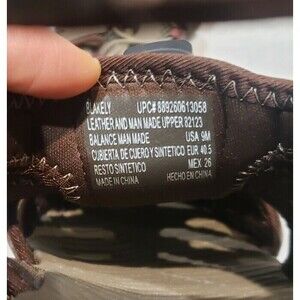 BLAKELY UPC# 889260613058
LEATHER AND MAN MADE UPPER 82123
BALANCE MAN MADE USA 9M
CUBIERTA DE CUERO Y SINTETICO EUR 40.5
RESTO SINTETICO MEX 26
MADE IN CHINA HECHO EN CHINA